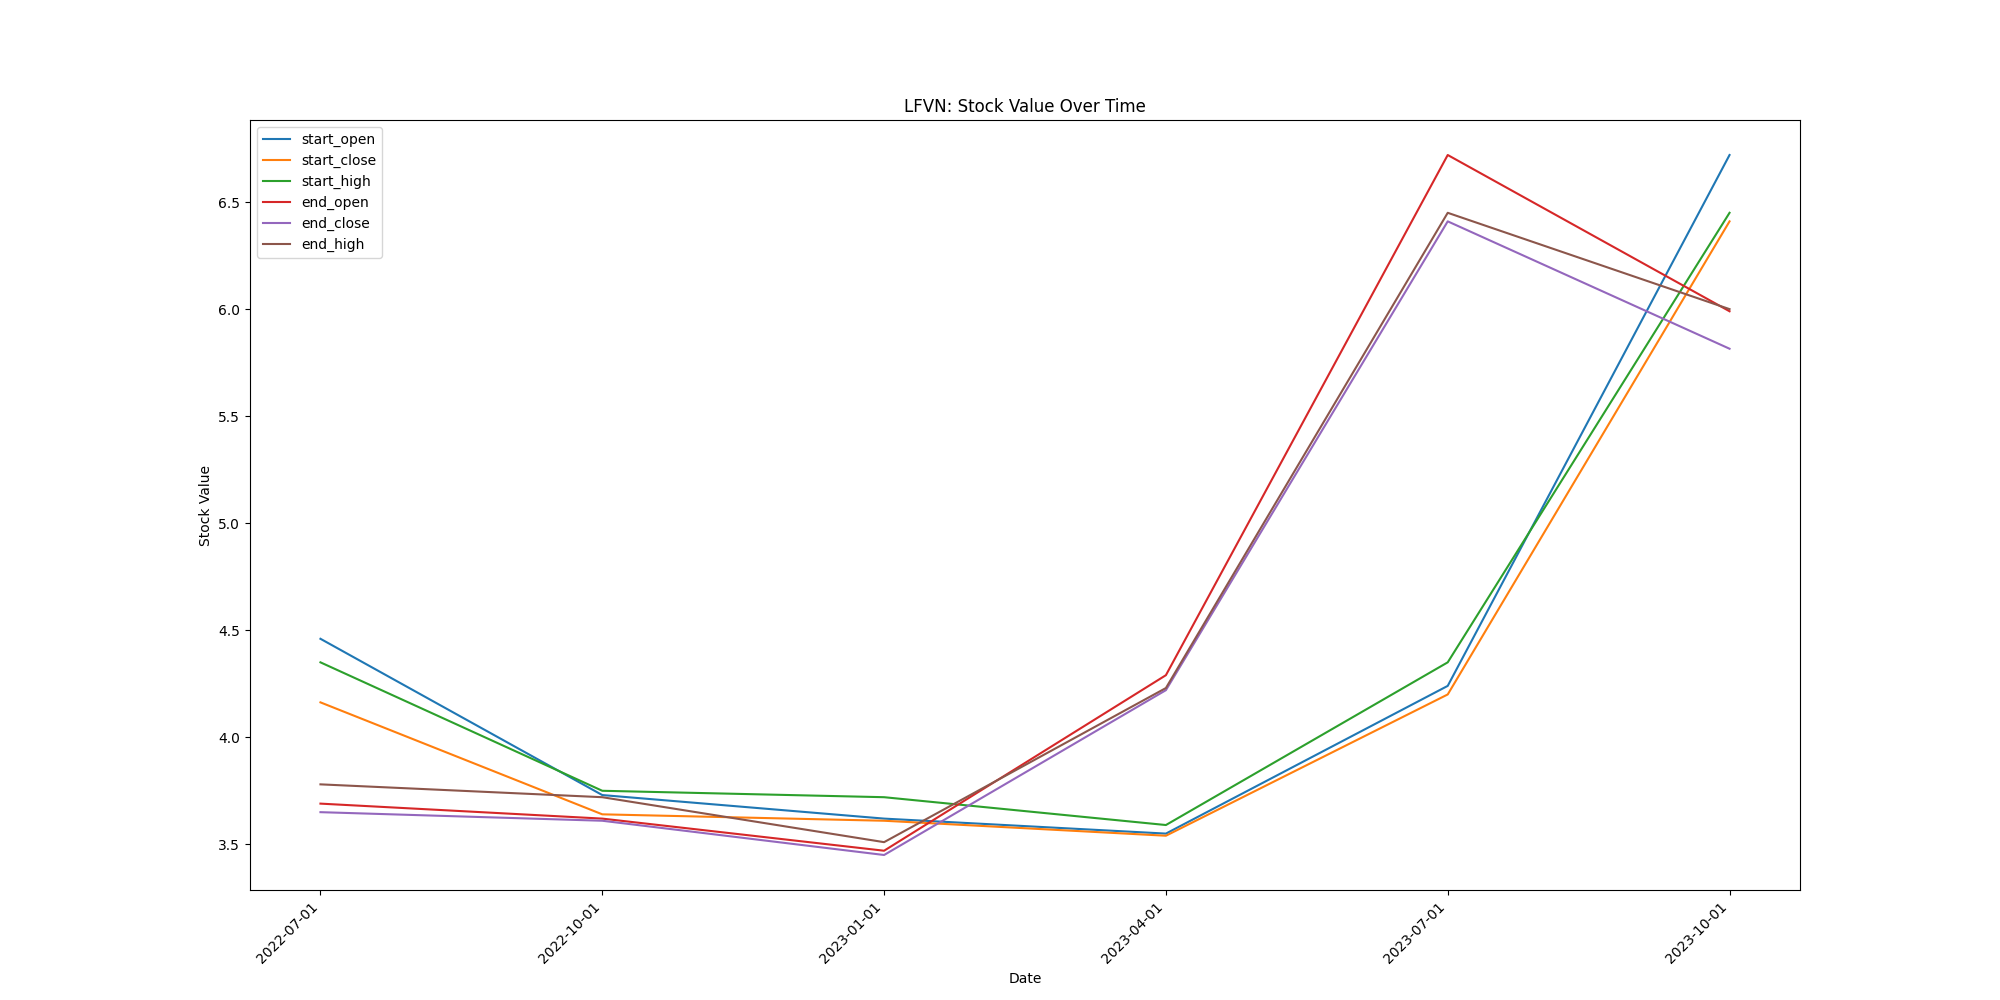 LFVN: Stock Value Over Time
start_open
start_close
start_high
end_open
end_close
end_high
Stock Value
6.5
6.0
5.5
5.0
4.5
4.0
3.5
2022-07-01
2022-10-01
2023-01-01
2023-04-01
2023-07-01
2023-10-01
Date